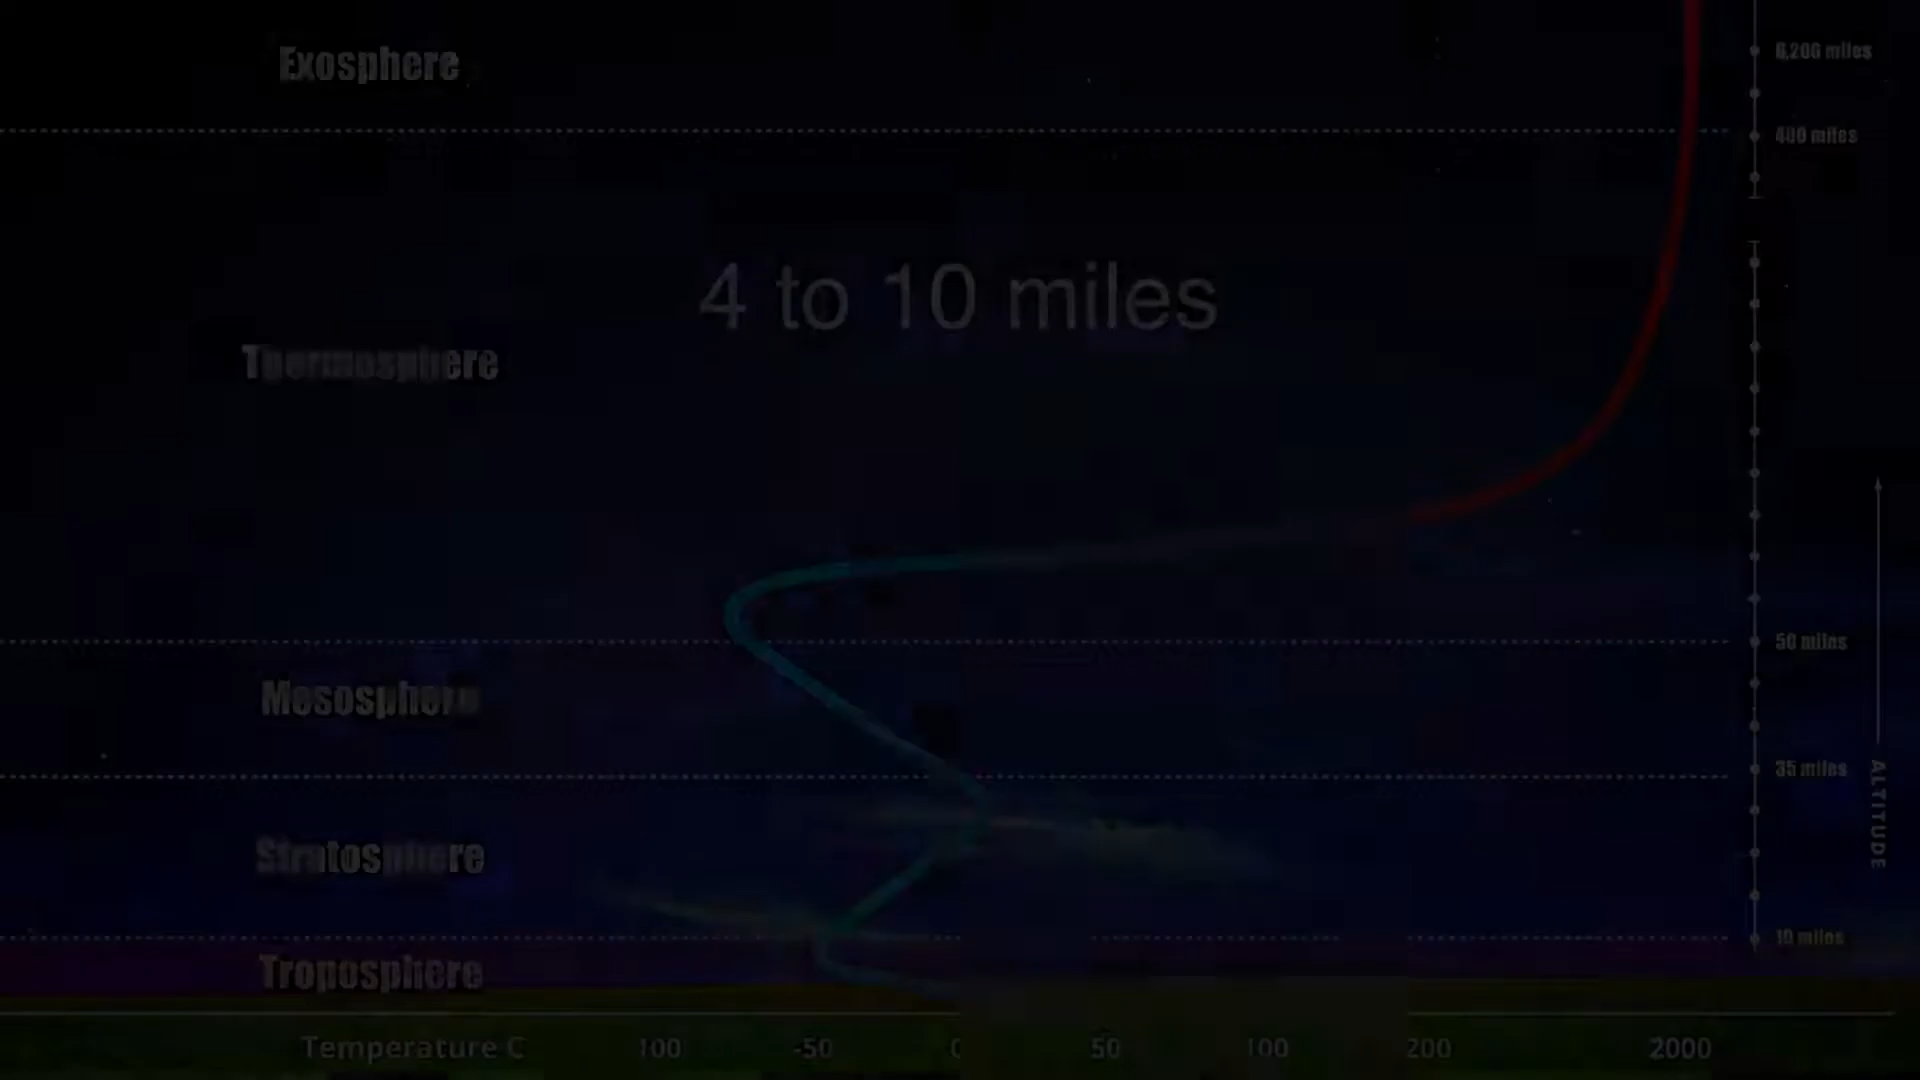 Exosphere
6,200 miles
400 miles
4 to 10 miles
Thermosphere
50 miles
Mesosphere
35 miles
ALTITUDE
Stratosphere
10 miles
Troposphere
Temperature C 100 -50 0 50 100 200 2000